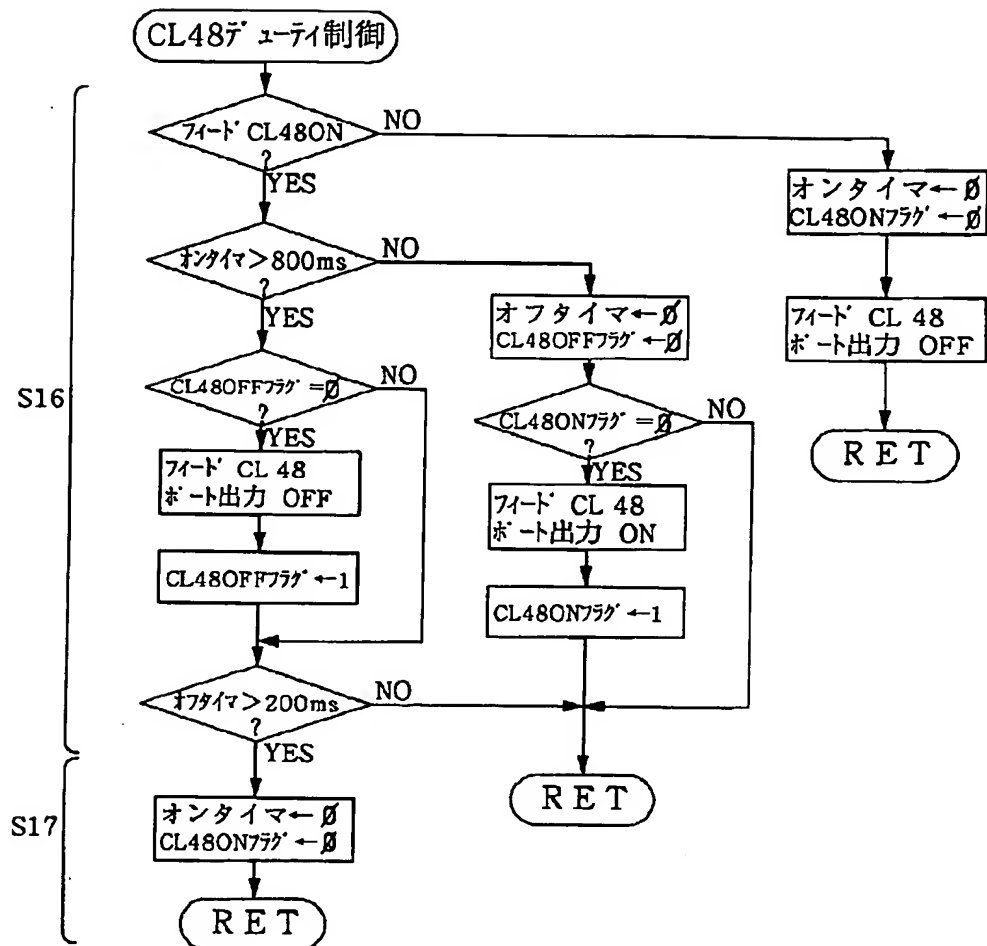 CL48デューティ制御
フィード CL48ON
?
NO
YES
オンタイマ←0
CL48ONフラグ←0
フィード CL 48
ポート出力 OFF
RET
オンタイマ>800ms
?
NO
YES
オフタイマ←0
CL48OFFフラグ←0
S16
CL48OFFフラグ=0
?
NO
YES
CL48ONフラグ=0
?
NO
YES
フィード CL 48
ポート出力 OFF
フィード CL 48
ポート出力 ON
CL48OFFフラグ←1
CL48ONフラグ←1
オフタイマ>200ms
?
NO
YES
RET
S17
オンタイマ←0
CL48ONフラグ←0
RET